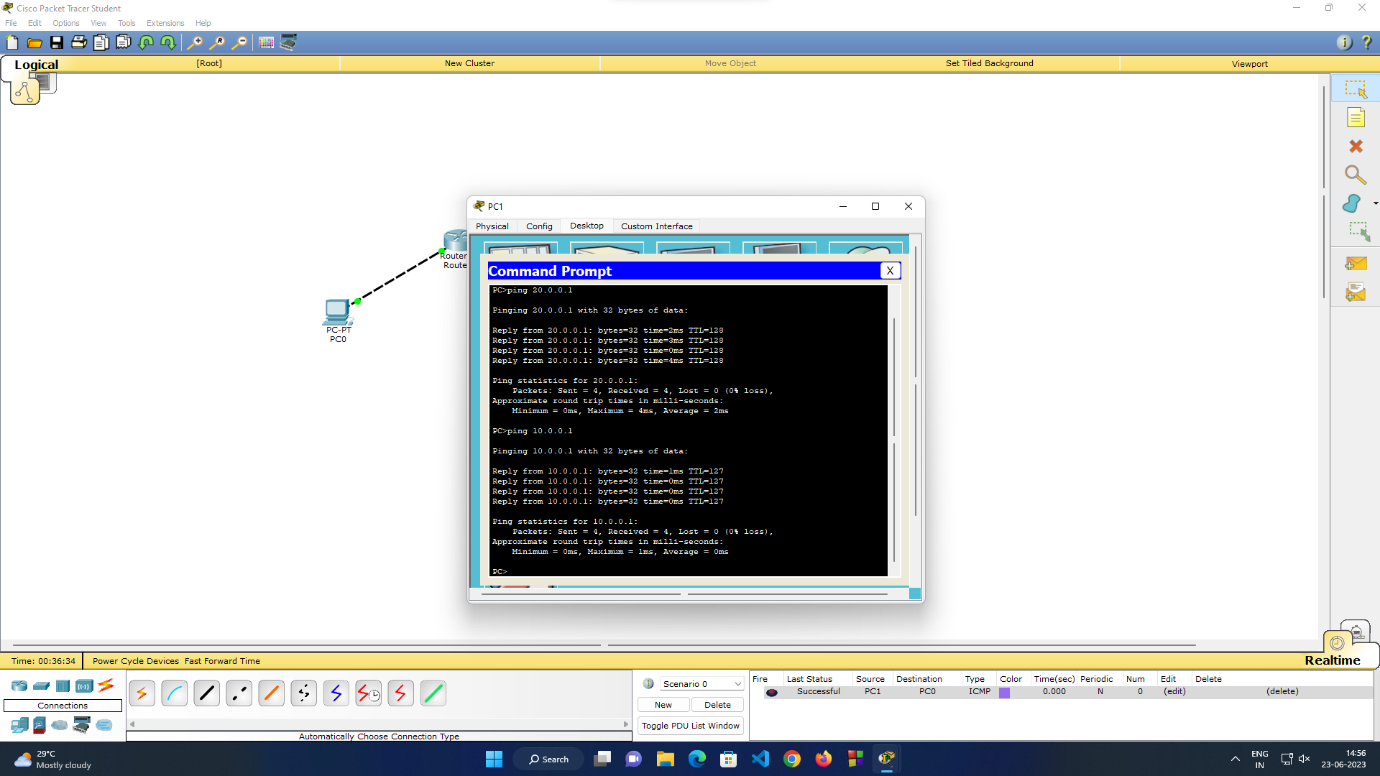 Cisco Packet Tracer Student
File Edit Options View Tools Extensions Help
Logical [Root] New Cluster Move Object Set Tiled Background Viewport
PC1
Physical Config Desktop Custom Interface
Router
Route
PC-PT
PC0
Command Prompt X
PC>ping 20.0.0.1
Pinging 20.0.0.1 with 32 bytes of data:
Reply from 20.0.0.1: bytes=32 time=2ms TTL=128
Reply from 20.0.0.1: bytes=32 time=3ms TTL=128
Reply from 20.0.0.1: bytes=32 time=0ms TTL=128
Reply from 20.0.0.1: bytes=32 time=4ms TTL=128
Ping statistics for 20.0.0.1:
Packets: Sent = 4, Received = 4, Lost = 0 (0% loss),
Approximate round trip times in milli-seconds:
Minimum = 0ms, Maximum = 4ms, Average = 2ms
PC>ping 10.0.0.1
Pinging 10.0.0.1 with 32 bytes of data:
Reply from 10.0.0.1: bytes=32 time=1ms TTL=127
Reply from 10.0.0.1: bytes=32 time=0ms TTL=127
Reply from 10.0.0.1: bytes=32 time=0ms TTL=127
Reply from 10.0.0.1: bytes=32 time=0ms TTL=127
Ping statistics for 10.0.0.1:
Packets: Sent = 4, Received = 4, Lost = 0 (0% loss),
Approximate round trip times in milli-seconds:
Minimum = 0ms, Maximum = 1ms, Average = 0ms
PC>
Time: 00:36:34 Power Cycle Devices Fast Forward Time Realtime
Connections
Automatically Choose Connection Type
Scenario 0
New Delete
Toggle PDU List Window
Fire Last Status Source Destination Type Color Time(sec) Periodic Num Edit Delete
Successful PC1 PC0 ICMP 0.000 N 0 (edit) (delete)
29°C
Mostly cloudy
Search
ENG
IN
14:56
23-06-2023